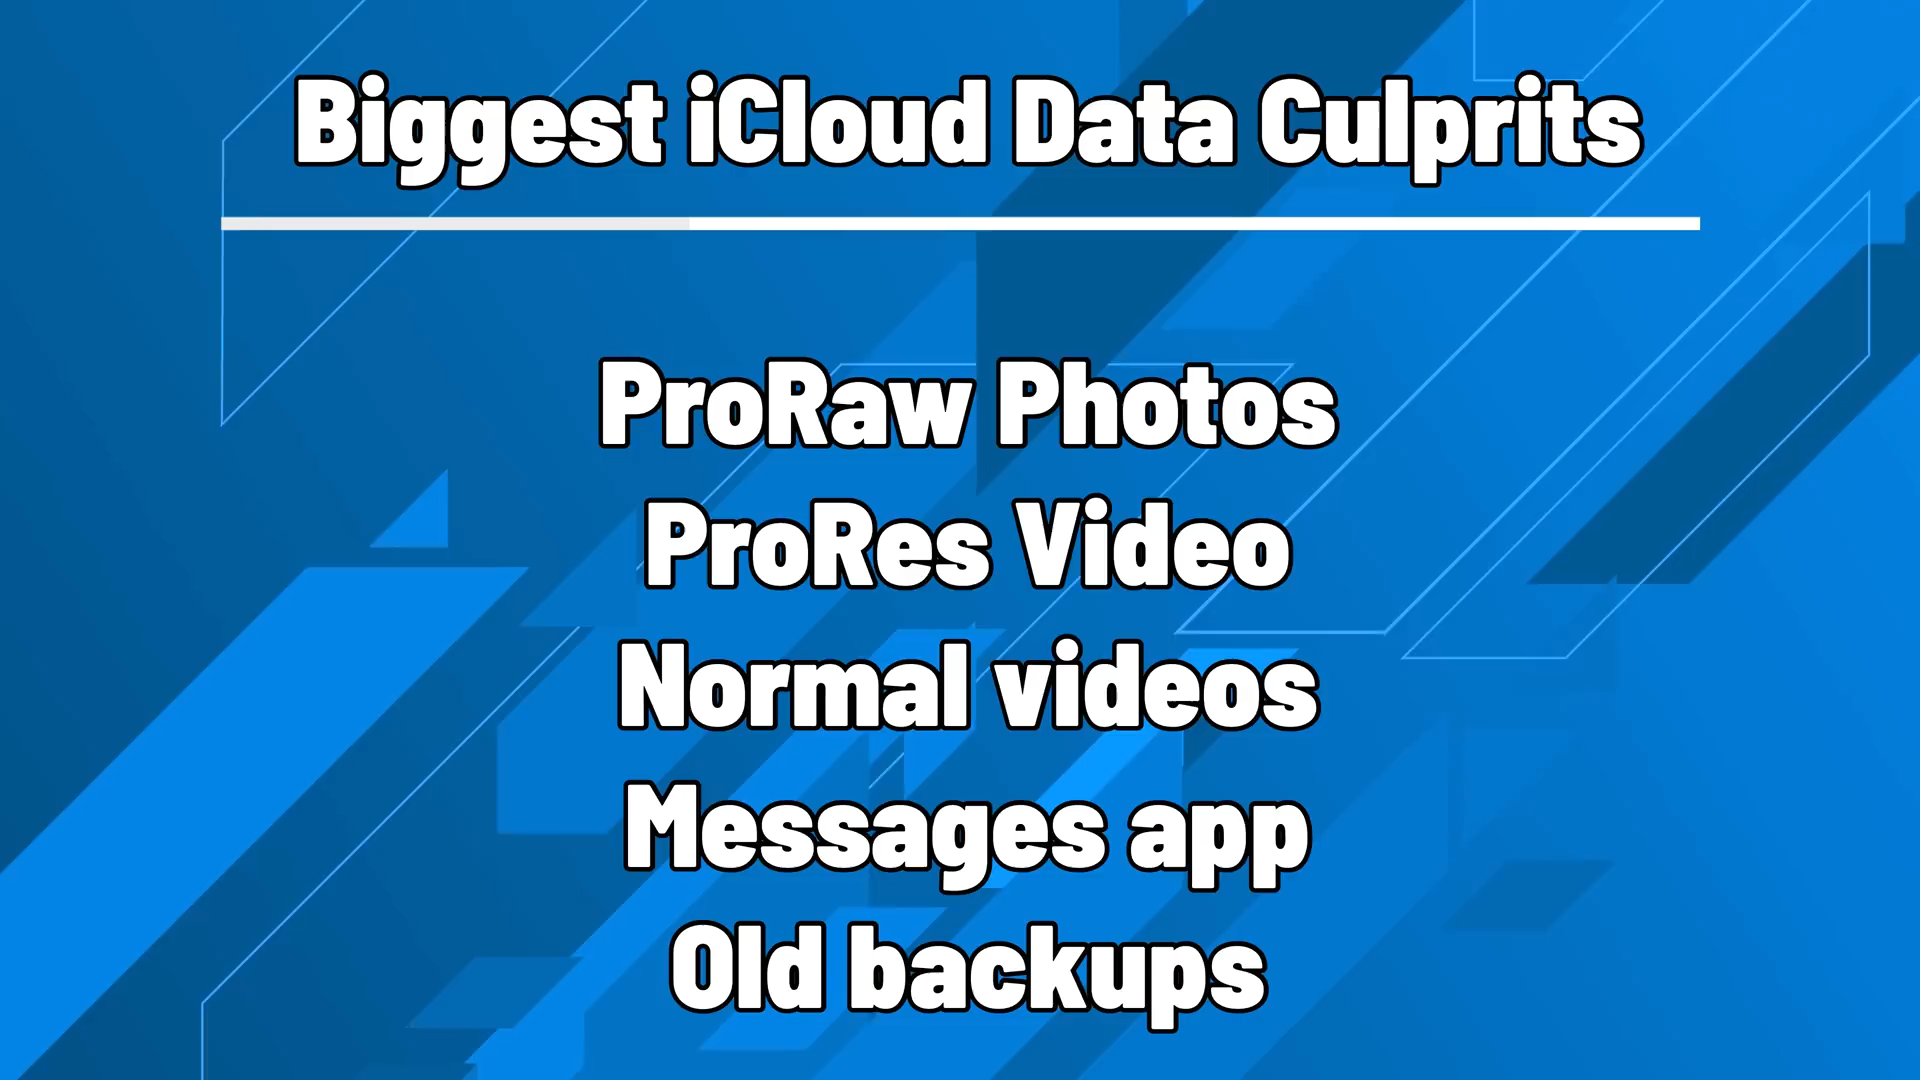 Biggest iCloud Data Culprits
ProRaw Photos
ProRes Video
Normal videos
Messages app
Old backups